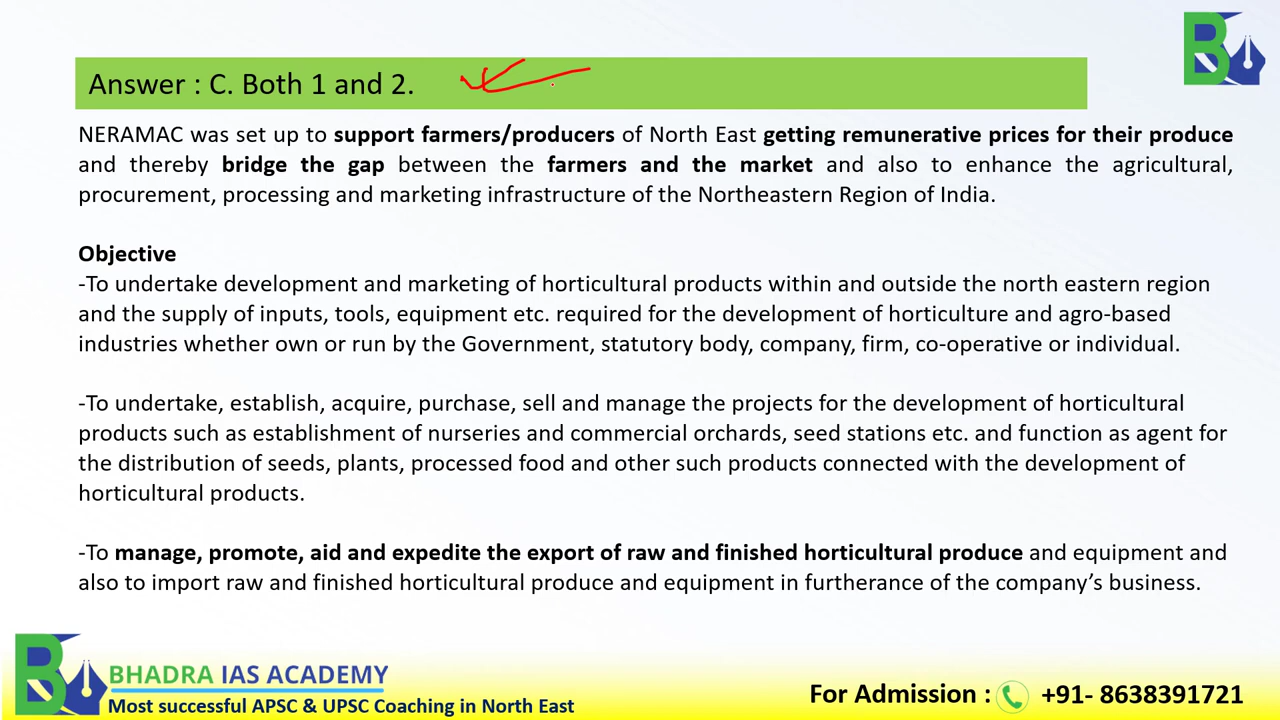 Answer : C. Both 1 and 2.
NERAMAC was set up to support farmers/producers of North East getting remunerative prices for their produce
and thereby bridge the gap between the farmers and the market and also to enhance the agricultural,
procurement, processing and marketing infrastructure of the Northeastern Region of India.
Objective
-To undertake development and marketing of horticultural products within and outside the north eastern region
and the supply of inputs, tools, equipment etc. required for the development of horticulture and agro-based
industries whether own or run by the Government, statutory body, company, firm, co-operative or individual.
-To undertake, establish, acquire, purchase, sell and manage the projects for the development of horticultural
products such as establishment of nurseries and commercial orchards, seed stations etc. and function as agent for
the distribution of seeds, plants, processed food and other such products connected with the development of
horticultural products.
-To manage, promote, aid and expedite the export of raw and finished horticultural produce and equipment and
also to import raw and finished horticultural produce and equipment in furtherance of the company's business.
BHADRA IAS ACADEMY
Most successful APSC & UPSC Coaching in North East
For Admission : +91- 8638391721